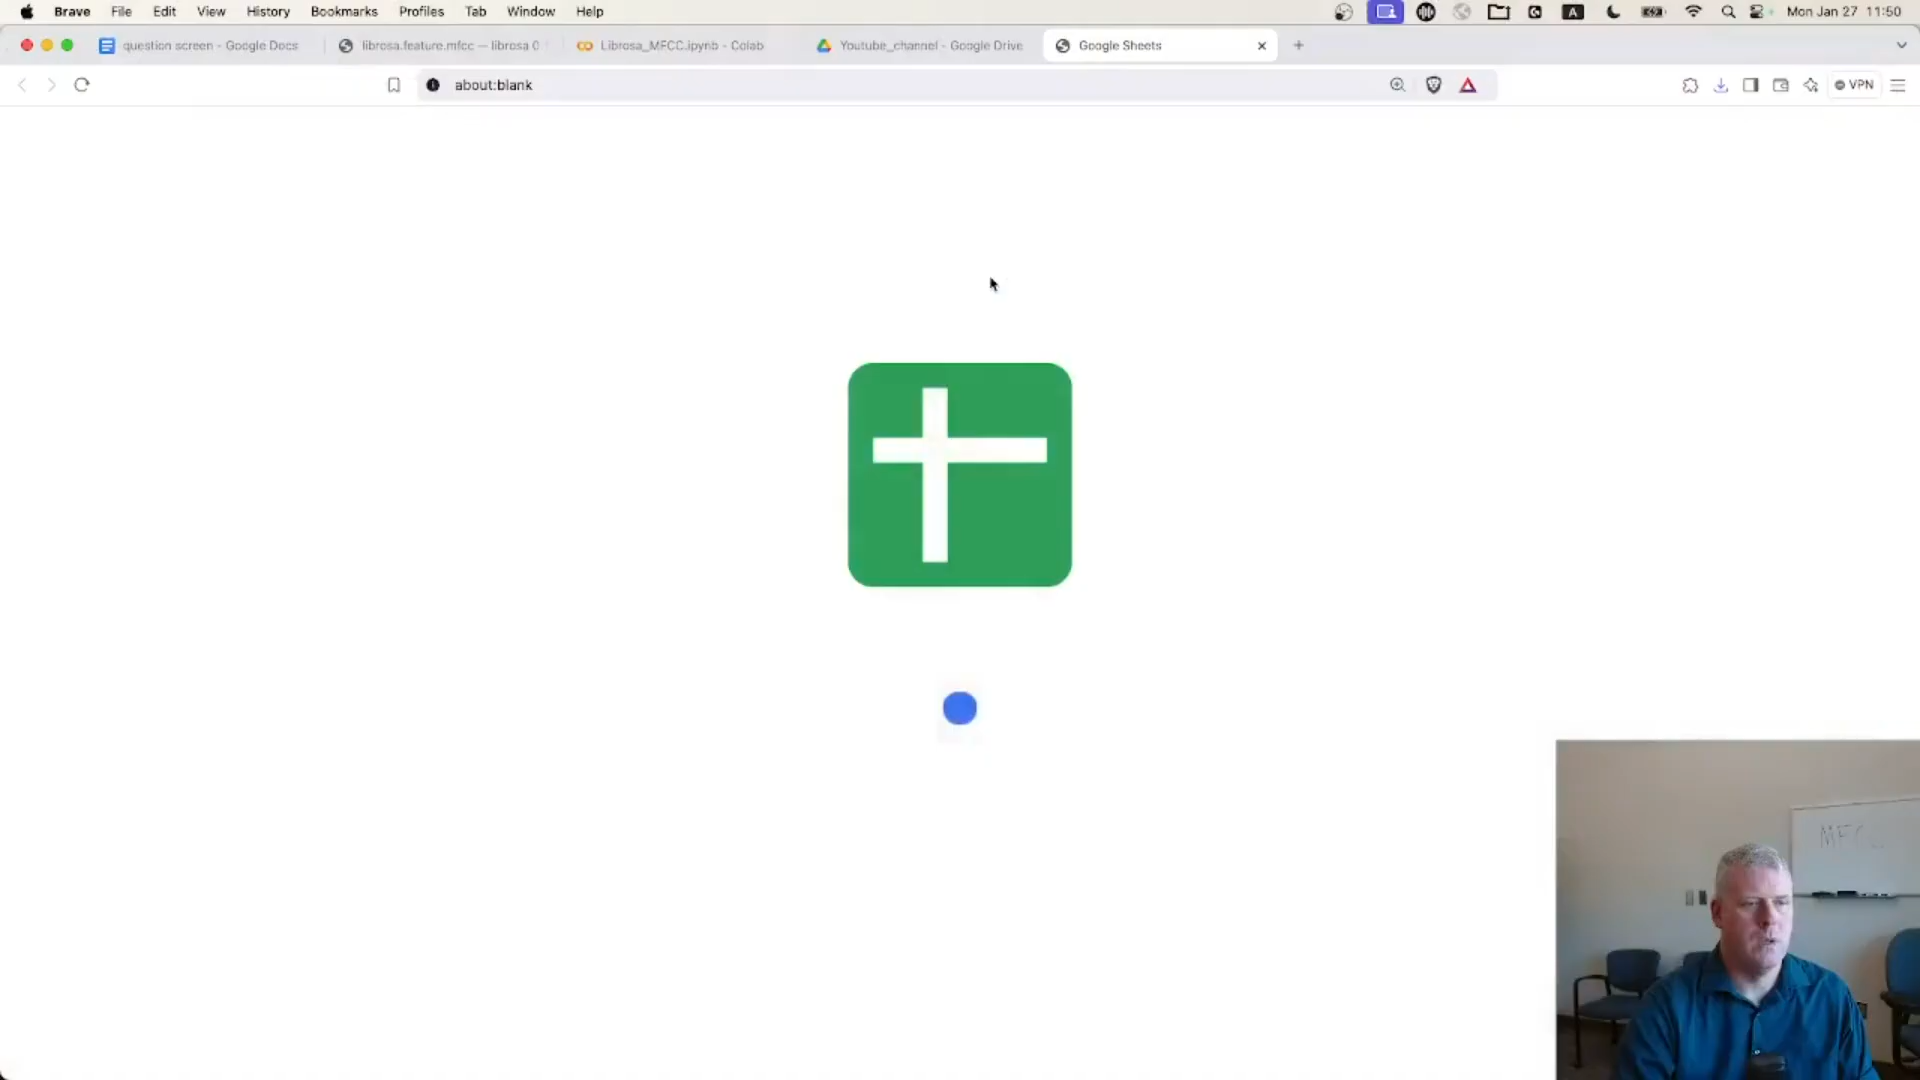 Brave File Edit View History Bookmarks Profiles Tab Window Help A Mon Jan 27 11:50
question screen - Google Docs librosa.feature.mfcc — librosa 0 Librosa_MFCC.ipynb - Colab Youtube_channel - Google Drive Google Sheets
about:blank VPN
MFCC